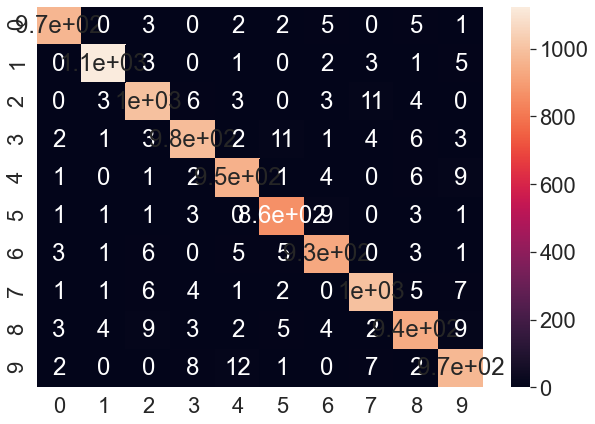 0 9.7e+02 0 3 0 2 2 5 0 5 1
1 0 1.1e+03 3 0 1 0 2 3 1 5
2 0 3 1e+03 6 3 0 3 11 4 0
3 2 1 3 9.8e+02 2 11 1 4 6 3
4 1 0 1 2 9.5e+02 1 4 0 6 9
5 1 1 1 3 0 8.6e+02 9 0 3 1
6 3 1 6 0 5 5 9.3e+02 0 3 1
7 1 1 6 4 1 2 0 1e+03 5 7
8 3 4 9 3 2 5 4 2 9.4e+02 9
9 2 0 0 8 12 1 0 7 2 9.7e+02
0 1 2 3 4 5 6 7 8 9
1000
800
600
400
200
0